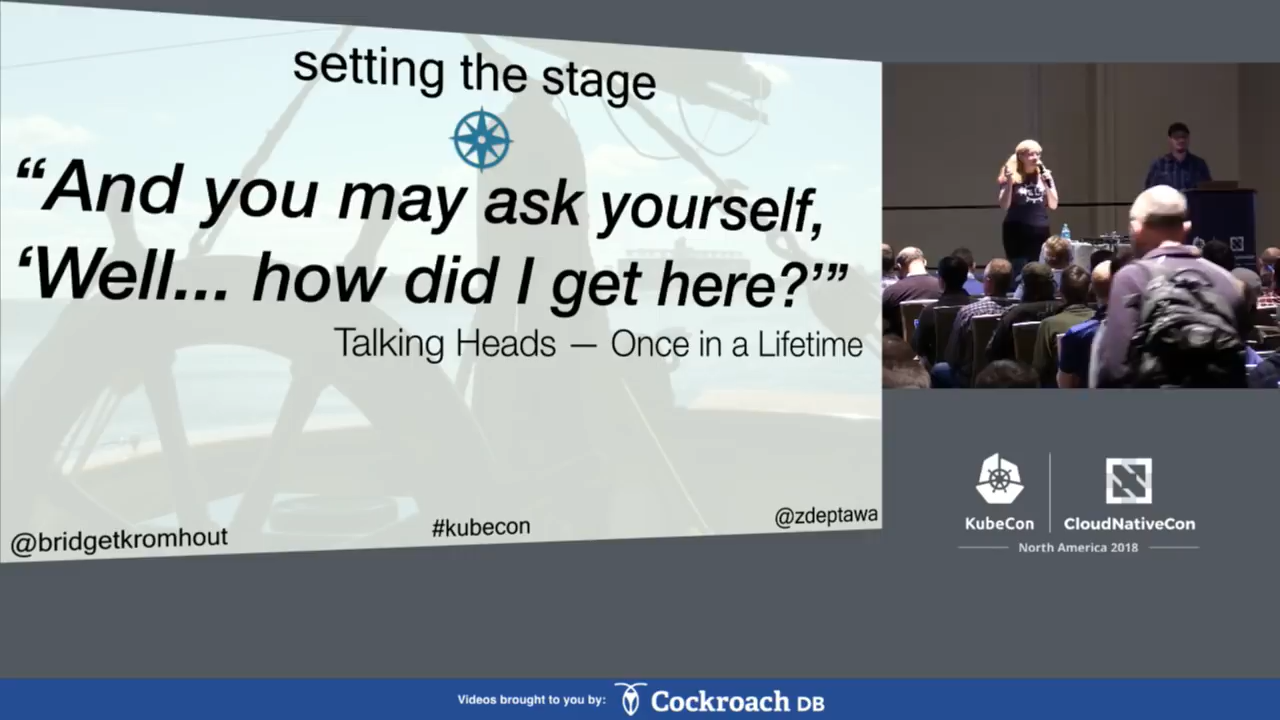 setting the stage
“And you may ask yourself,
‘Well... how did I get here?’”
Talking Heads — Once in a Lifetime
@bridgetkromhout
#kubecon
@zdeptawa
KubeCon
CloudNativeCon
North America 2018
Videos brought to you by:
Cockroach DB